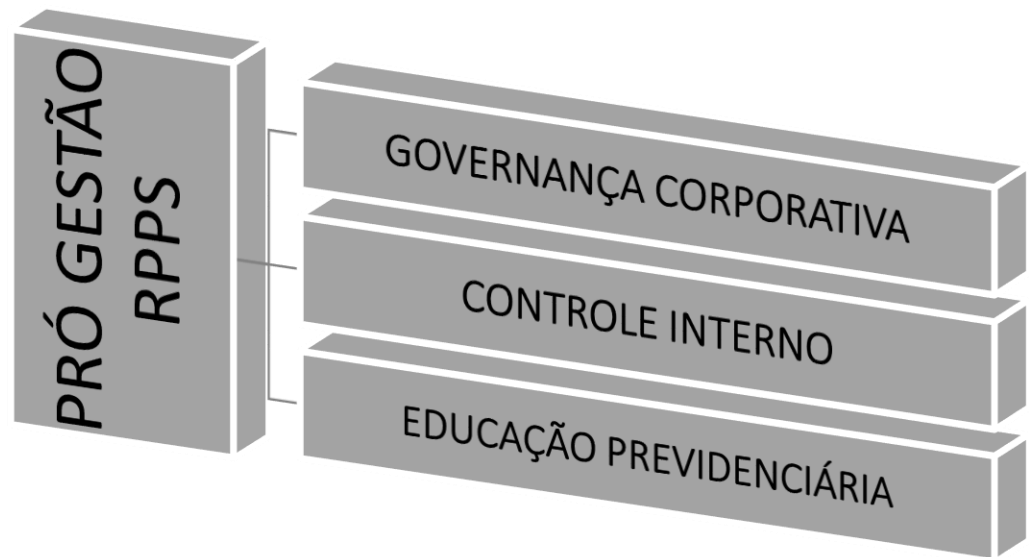 PRÓ GESTÃO
RPPS
GOVERNANÇA CORPORATIVA
CONTROLE INTERNO
EDUCAÇÃO PREVIDENCIÁRIA